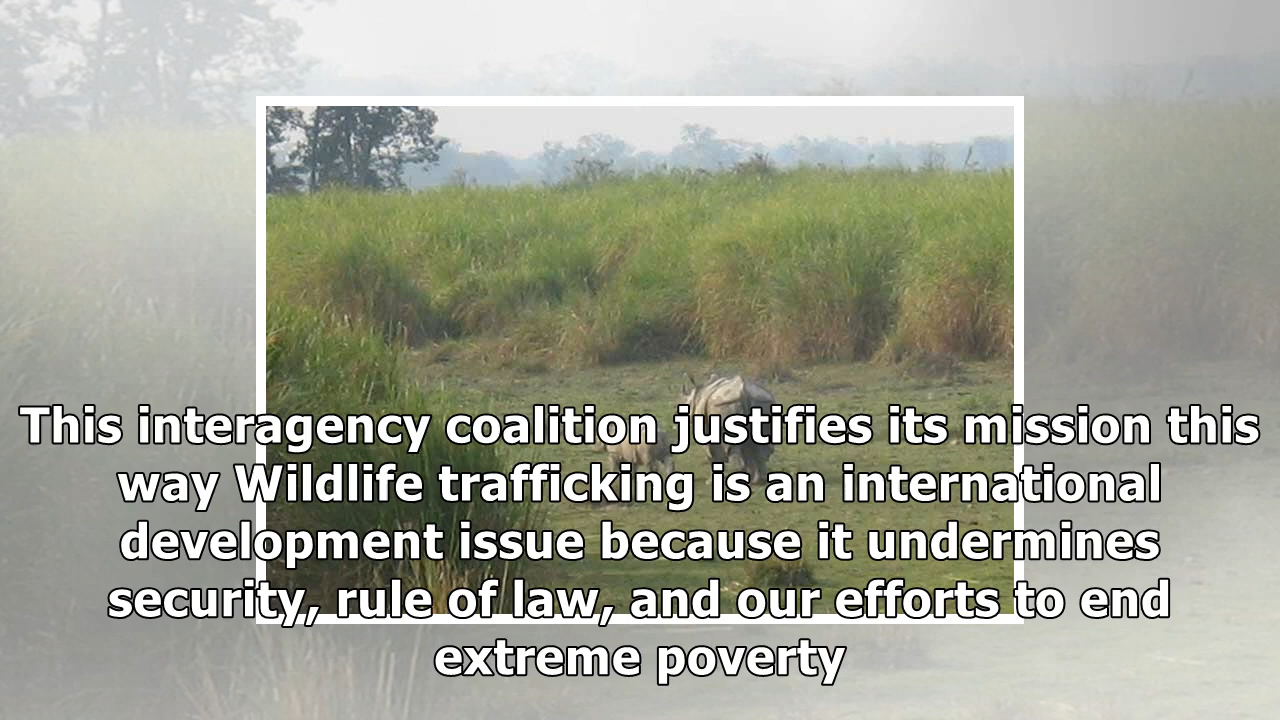 This interagency coalition justifies its mission this
way Wildlife trafficking is an international
development issue because it undermines
security, rule of law, and our efforts to end
extreme poverty